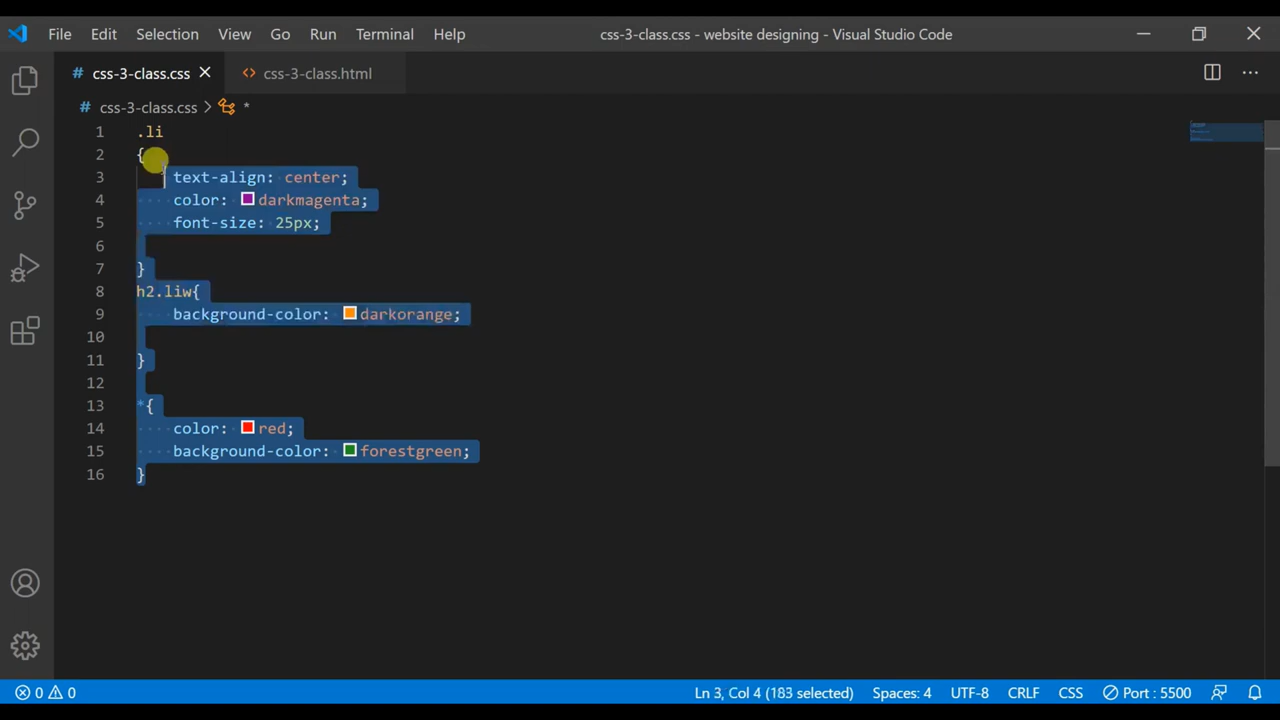 File Edit Selection View Go Run Terminal Help css-3-class.css - website designing - Visual Studio Code
# css-3-class.css <> css-3-class.html
# css-3-class.css > *
1 .li
2 {
3 text-align: center;
4 color: darkmagenta;
5 font-size: 25px;
6
7 }
8 h2.liw{
9 background-color: darkorange;
10
11 }
12
13 *{
14 color: red;
15 background-color: forestgreen;
16 }
0 0 Ln 3, Col 4 (183 selected) Spaces: 4 UTF-8 CRLF CSS Port : 5500